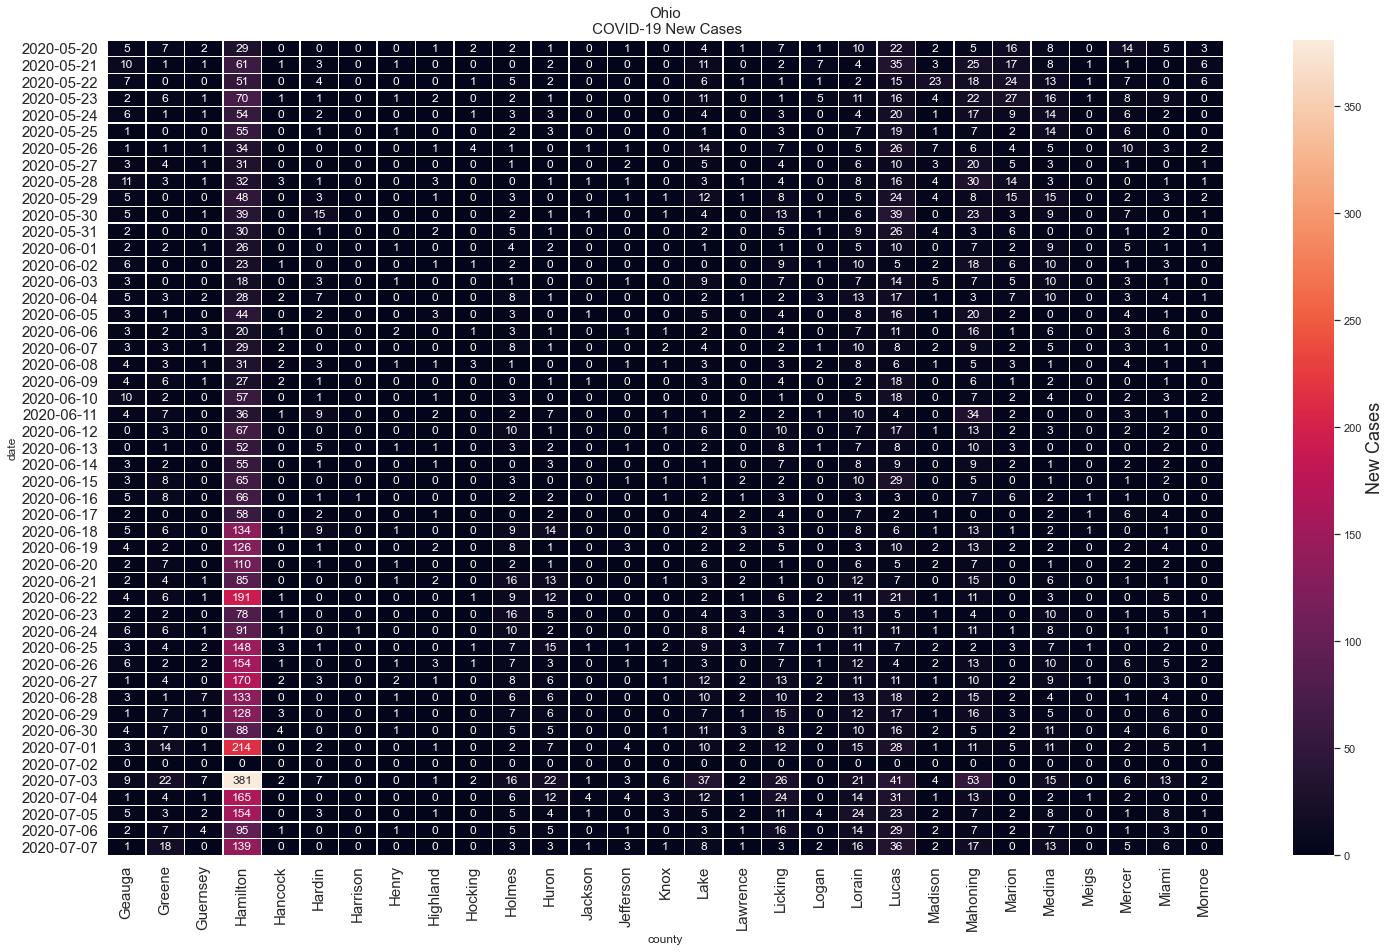 Ohio
COVID-19 New Cases
2020-05-20 5 7 2 29 0 0 0 0 1 2 2 1 0 1 0 4 1 7 1 10 22 2 5 16 8 0 14 5 3
2020-05-21 10 1 1 61 1 3 0 1 0 0 0 2 0 0 0 11 0 2 7 4 35 3 25 17 8 1 1 0 6
2020-05-22 7 0 0 51 0 4 0 0 0 1 5 2 0 0 0 6 1 1 1 2 15 23 18 24 13 1 7 0 6
2020-05-23 2 6 1 70 1 1 0 1 2 0 2 1 0 0 0 11 0 1 5 11 16 4 22 27 16 1 8 9 0
2020-05-24 6 1 1 54 0 2 0 0 0 1 3 3 0 0 0 4 0 3 0 4 20 1 17 9 14 0 6 2 0
2020-05-25 1 0 0 55 0 1 0 1 0 0 2 3 0 0 0 1 0 3 0 7 19 1 7 2 14 0 6 0 0
2020-05-26 1 1 1 34 0 0 0 0 1 4 1 0 1 1 0 14 0 7 0 5 26 7 6 4 5 0 10 3 2
2020-05-27 3 4 1 31 0 0 0 0 0 0 1 0 0 2 0 5 0 4 0 6 10 3 20 5 3 0 1 0 1
2020-05-28 11 3 1 32 3 1 0 0 3 0 0 1 1 1 0 3 1 4 0 8 16 4 30 14 3 0 0 1 1
2020-05-29 5 0 0 48 0 3 0 0 1 0 3 0 0 1 1 12 1 8 0 5 24 4 8 15 15 0 2 3 2
2020-05-30 5 0 1 39 0 15 0 0 0 0 2 1 1 0 1 4 0 13 1 6 39 0 23 3 9 0 7 0 1
2020-05-31 2 0 0 30 0 1 0 0 2 0 5 1 0 0 0 2 0 5 1 9 26 4 3 6 0 0 1 2 0
2020-06-01 2 2 1 26 0 0 0 1 0 0 4 2 0 0 0 1 0 1 0 5 10 0 7 2 9 0 5 1 1
2020-06-02 6 0 0 23 1 0 0 0 1 1 2 0 0 0 0 0 0 9 1 10 5 2 18 6 10 0 1 3 0
2020-06-03 3 0 0 18 0 3 0 1 0 0 1 0 0 1 0 9 0 7 0 7 14 5 7 5 10 0 3 1 0
2020-06-04 5 3 2 28 2 7 0 0 0 0 8 1 0 0 0 2 1 2 3 13 17 1 3 7 10 0 3 4 1
2020-06-05 3 1 0 44 0 2 0 0 3 0 3 0 1 0 0 5 0 4 0 8 16 1 20 2 0 0 4 1 0
2020-06-06 3 2 3 20 1 0 0 2 0 1 3 1 0 1 1 2 0 4 0 7 11 0 16 1 6 0 3 6 0
2020-06-07 3 3 1 29 2 0 0 0 0 0 8 1 0 0 2 4 0 2 1 10 8 2 9 2 5 0 3 1 0
2020-06-08 4 3 1 31 2 3 0 1 1 3 1 0 0 1 1 3 0 3 2 8 6 1 5 3 1 0 4 1 1
2020-06-09 4 6 1 27 2 1 0 0 0 0 0 1 1 0 0 3 0 4 0 2 18 0 6 1 2 0 0 1 0
2020-06-10 10 2 0 57 0 1 0 0 1 0 3 0 0 0 0 0 0 1 0 5 18 0 7 2 4 0 2 3 2
2020-06-11 4 7 0 36 1 9 0 0 2 0 2 7 0 0 1 1 2 2 1 10 4 0 34 2 0 0 3 1 0
2020-06-12 0 3 0 67 0 0 0 0 0 0 10 1 0 0 1 6 0 10 0 7 17 1 13 2 3 0 2 2 0
2020-06-13 0 1 0 52 0 5 0 1 1 0 3 2 0 1 0 2 0 8 1 7 8 0 10 3 0 0 0 2 0
2020-06-14 3 2 0 55 0 1 0 0 1 0 0 3 0 0 0 1 0 7 0 8 9 0 9 2 1 0 2 2 0
2020-06-15 3 8 0 65 0 0 0 0 0 0 3 0 0 1 1 1 2 2 0 10 29 0 5 0 1 0 1 2 0
2020-06-16 5 8 0 66 0 1 1 0 0 0 2 2 0 0 1 2 1 3 0 3 3 0 7 6 2 1 1 0 0
2020-06-17 2 0 0 58 0 2 0 0 1 0 0 2 0 0 0 4 2 4 0 7 2 1 0 0 2 1 6 4 0
2020-06-18 5 6 0 134 1 9 0 1 0 0 9 14 0 0 0 2 3 3 0 8 6 1 13 1 2 1 0 1 0
2020-06-19 4 2 0 126 0 1 0 0 2 0 8 1 0 3 0 2 2 5 0 3 10 2 13 2 2 0 2 4 0
2020-06-20 2 7 0 110 0 1 0 1 0 0 2 1 0 0 0 6 0 1 0 6 5 2 7 0 1 0 2 2 0
2020-06-21 2 4 1 85 0 0 0 1 2 0 16 13 0 0 1 3 2 1 0 12 7 0 15 0 6 0 1 1 0
2020-06-22 4 6 1 191 1 0 0 0 0 1 9 12 0 0 0 2 1 6 2 11 21 1 11 0 3 0 0 5 0
2020-06-23 2 2 0 78 1 0 0 0 0 0 16 5 0 0 0 4 3 3 0 13 5 1 4 0 10 0 1 5 1
2020-06-24 6 6 1 91 1 0 1 0 0 0 10 2 0 0 0 8 4 4 0 11 11 1 11 1 8 0 1 1 0
2020-06-25 3 4 2 148 3 1 0 0 0 1 7 15 1 1 2 9 3 7 1 11 7 2 2 3 7 1 0 2 0
2020-06-26 6 2 2 154 1 0 0 1 3 1 7 3 0 1 1 3 0 7 1 12 4 2 13 0 10 0 6 5 2
2020-06-27 1 4 0 170 2 3 0 2 1 0 8 6 0 0 1 12 2 13 2 11 11 1 10 2 9 1 0 3 0
2020-06-28 3 1 7 133 0 0 0 1 0 0 6 6 0 0 0 10 2 10 2 13 18 2 15 2 4 0 1 4 0
2020-06-29 1 7 1 128 3 0 0 1 0 0 7 6 0 0 0 7 1 15 0 12 17 1 16 3 5 0 0 6 0
2020-06-30 4 7 0 88 4 0 0 1 0 0 5 5 0 0 1 11 3 8 2 10 16 2 5 2 11 0 4 6 0
2020-07-01 3 14 1 214 0 2 0 0 1 0 2 7 0 4 0 10 2 12 0 15 28 1 11 5 11 0 2 5 1
2020-07-02 0 0 0 0 0 0 0 0 0 0 0 0 0 0 0 0 0 0 0 0 0 0 0 0 0 0 0 0 0
2020-07-03 9 22 7 381 2 7 0 0 1 2 16 22 1 3 6 37 2 26 0 21 41 4 53 0 15 0 6 13 2
2020-07-04 1 4 1 165 0 0 0 0 0 0 6 12 4 4 3 12 1 24 0 14 31 1 13 0 2 1 2 0 0
2020-07-05 5 3 2 154 0 3 0 0 1 0 5 4 1 0 3 5 2 11 4 24 23 2 7 2 8 0 1 8 1
2020-07-06 2 7 4 95 1 0 0 1 0 0 5 5 0 1 0 3 1 16 0 14 29 2 7 2 7 0 1 3 0
2020-07-07 1 18 0 139 0 0 0 0 0 0 3 3 1 3 1 8 1 3 2 16 36 2 17 0 13 0 5 6 0
date
Geauga Greene Guernsey Hamilton Hancock Hardin Harrison Henry Highland Hocking Holmes Huron Jackson Jefferson Knox Lake Lawrence Licking Logan Lorain Lucas Madison Mahoning Marion Medina Meigs Mercer Miami Monroe
county
350
300
250
200
150
100
50
0
New Cases